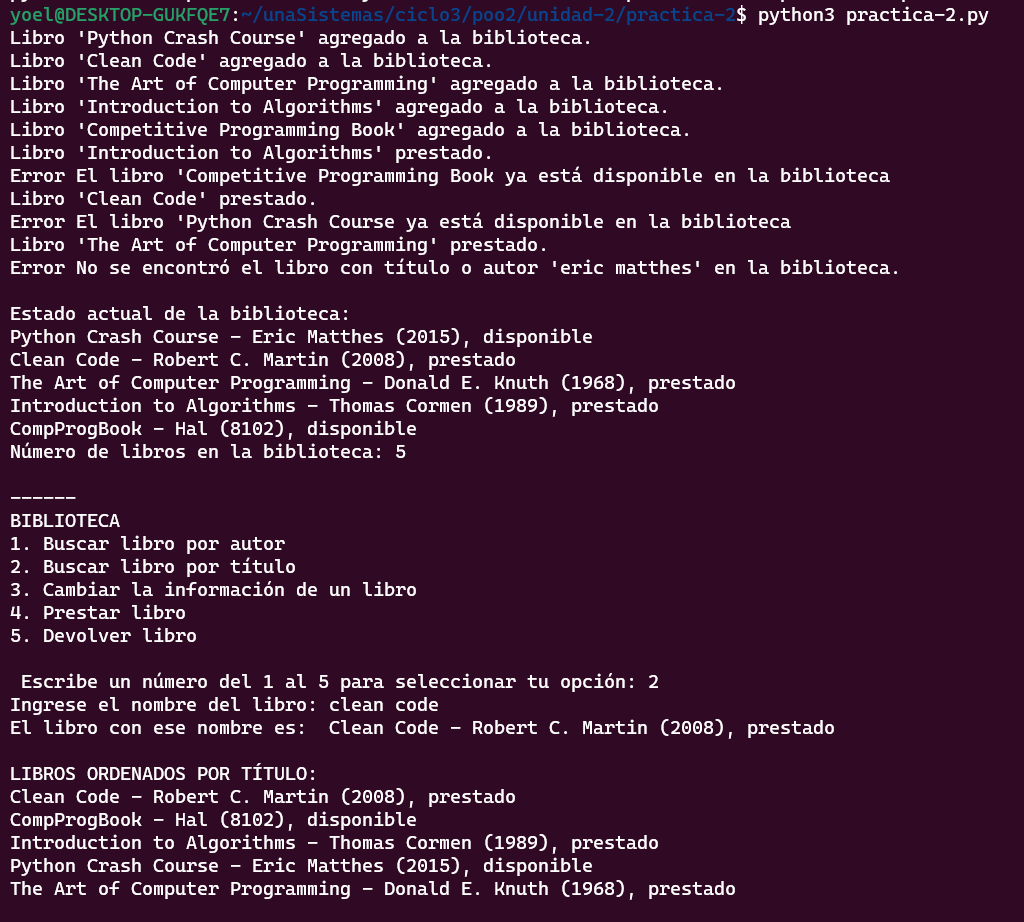 yoel@DESKTOP-GUKFQE7:~/unaSistemas/ciclo3/poo2/unidad-2/practica-2$ python3 practica-2.py
Libro 'Python Crash Course' agregado a la biblioteca.
Libro 'Clean Code' agregado a la biblioteca.
Libro 'The Art of Computer Programming' agregado a la biblioteca.
Libro 'Introduction to Algorithms' agregado a la biblioteca.
Libro 'Competitive Programming Book' agregado a la biblioteca.
Libro 'Introduction to Algorithms' prestado.
Error El libro 'Competitive Programming Book ya está disponible en la biblioteca
Libro 'Clean Code' prestado.
Error El libro 'Python Crash Course ya está disponible en la biblioteca
Libro 'The Art of Computer Programming' prestado.
Error No se encontró el libro con título o autor 'eric matthes' en la biblioteca.
Estado actual de la biblioteca:
Python Crash Course - Eric Matthes (2015), disponible
Clean Code - Robert C. Martin (2008), prestado
The Art of Computer Programming - Donald E. Knuth (1968), prestado
Introduction to Algorithms - Thomas Cormen (1989), prestado
CompProgBook - Hal (8102), disponible
Número de libros en la biblioteca: 5
------
BIBLIOTECA
1. Buscar libro por autor
2. Buscar libro por título
3. Cambiar la información de un libro
4. Prestar libro
5. Devolver libro
Escribe un número del 1 al 5 para seleccionar tu opción: 2
Ingrese el nombre del libro: clean code
El libro con ese nombre es:  Clean Code - Robert C. Martin (2008), prestado
LIBROS ORDENADOS POR TÍTULO:
Clean Code - Robert C. Martin (2008), prestado
CompProgBook - Hal (8102), disponible
Introduction to Algorithms - Thomas Cormen (1989), prestado
Python Crash Course - Eric Matthes (2015), disponible
The Art of Computer Programming - Donald E. Knuth (1968), prestado